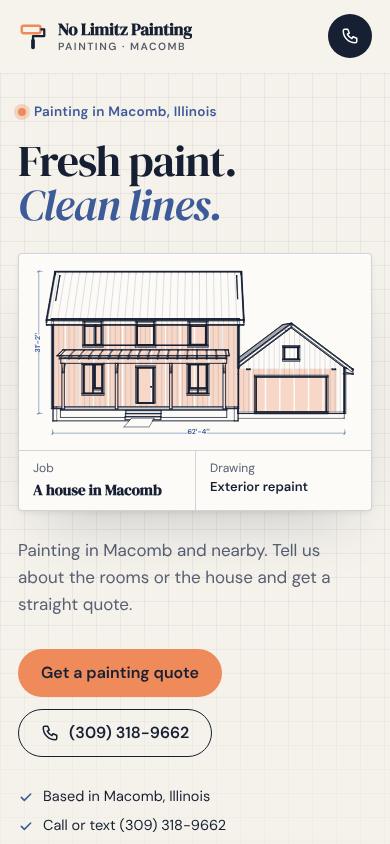 No Limitz Painting
PAINTING · MACOMB
Painting in Macomb, Illinois
Fresh paint.
Clean lines.
31'-2"
62'-4"
Job
A house in Macomb
Drawing
Exterior repaint
Painting in Macomb and nearby. Tell us
about the rooms or the house and get a
straight quote.
Get a painting quote
(309) 318-9662
Based in Macomb, Illinois
Call or text (309) 318-9662